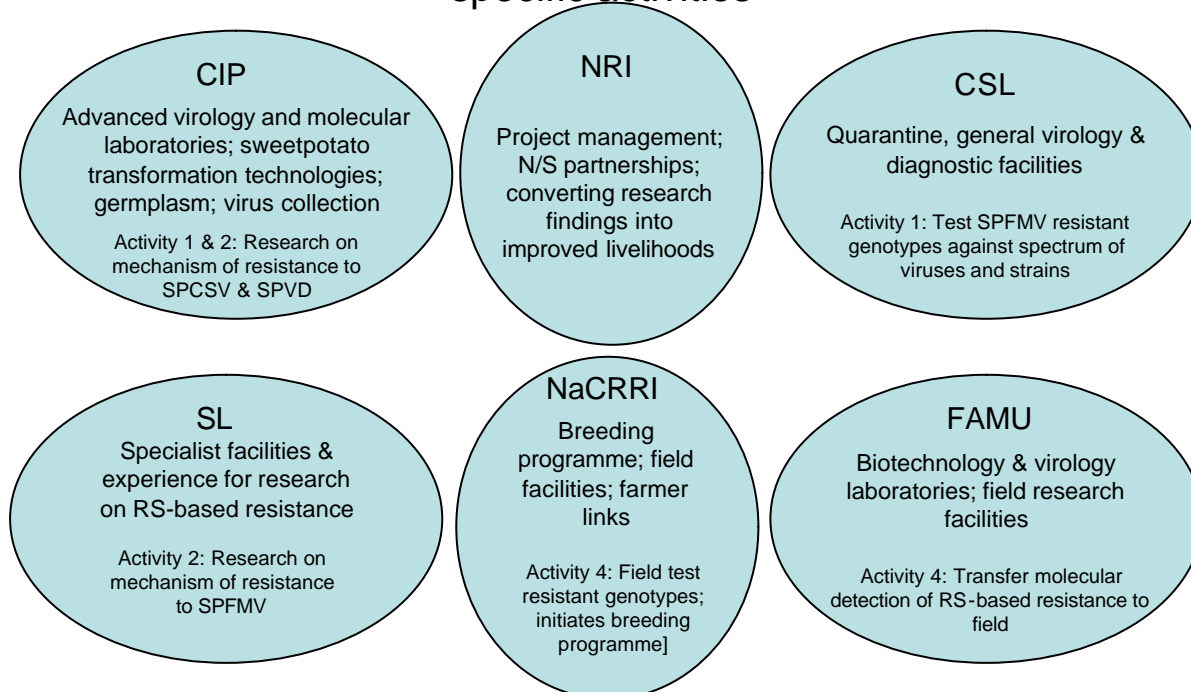 specific activities
CIP
Advanced virology and molecular
laboratories; sweetpotato
transformation technologies;
germplasm; virus collection
Activity 1 & 2: Research on
mechanism of resistance to
SPCSV & SPVD
NRI
Project management;
N/S partnerships;
converting research
findings into
improved livelihoods
CSL
Quarantine, general virology &
diagnostic facilities
Activity 1: Test SPFMV resistant
genotypes against spectrum of
viruses and strains
SL
Specialist facilities &
experience for research
on RS-based resistance
Activity 2: Research on
mechanism of resistance
to SPFMV
NaCRRI
Breeding
programme; field
facilities; farmer
links
Activity 4: Field test
resistant genotypes;
initiates breeding
programme]
FAMU
Biotechnology & virology
laboratories; field research
facilities
Activity 4: Transfer molecular
detection of RS-based resistance to
field